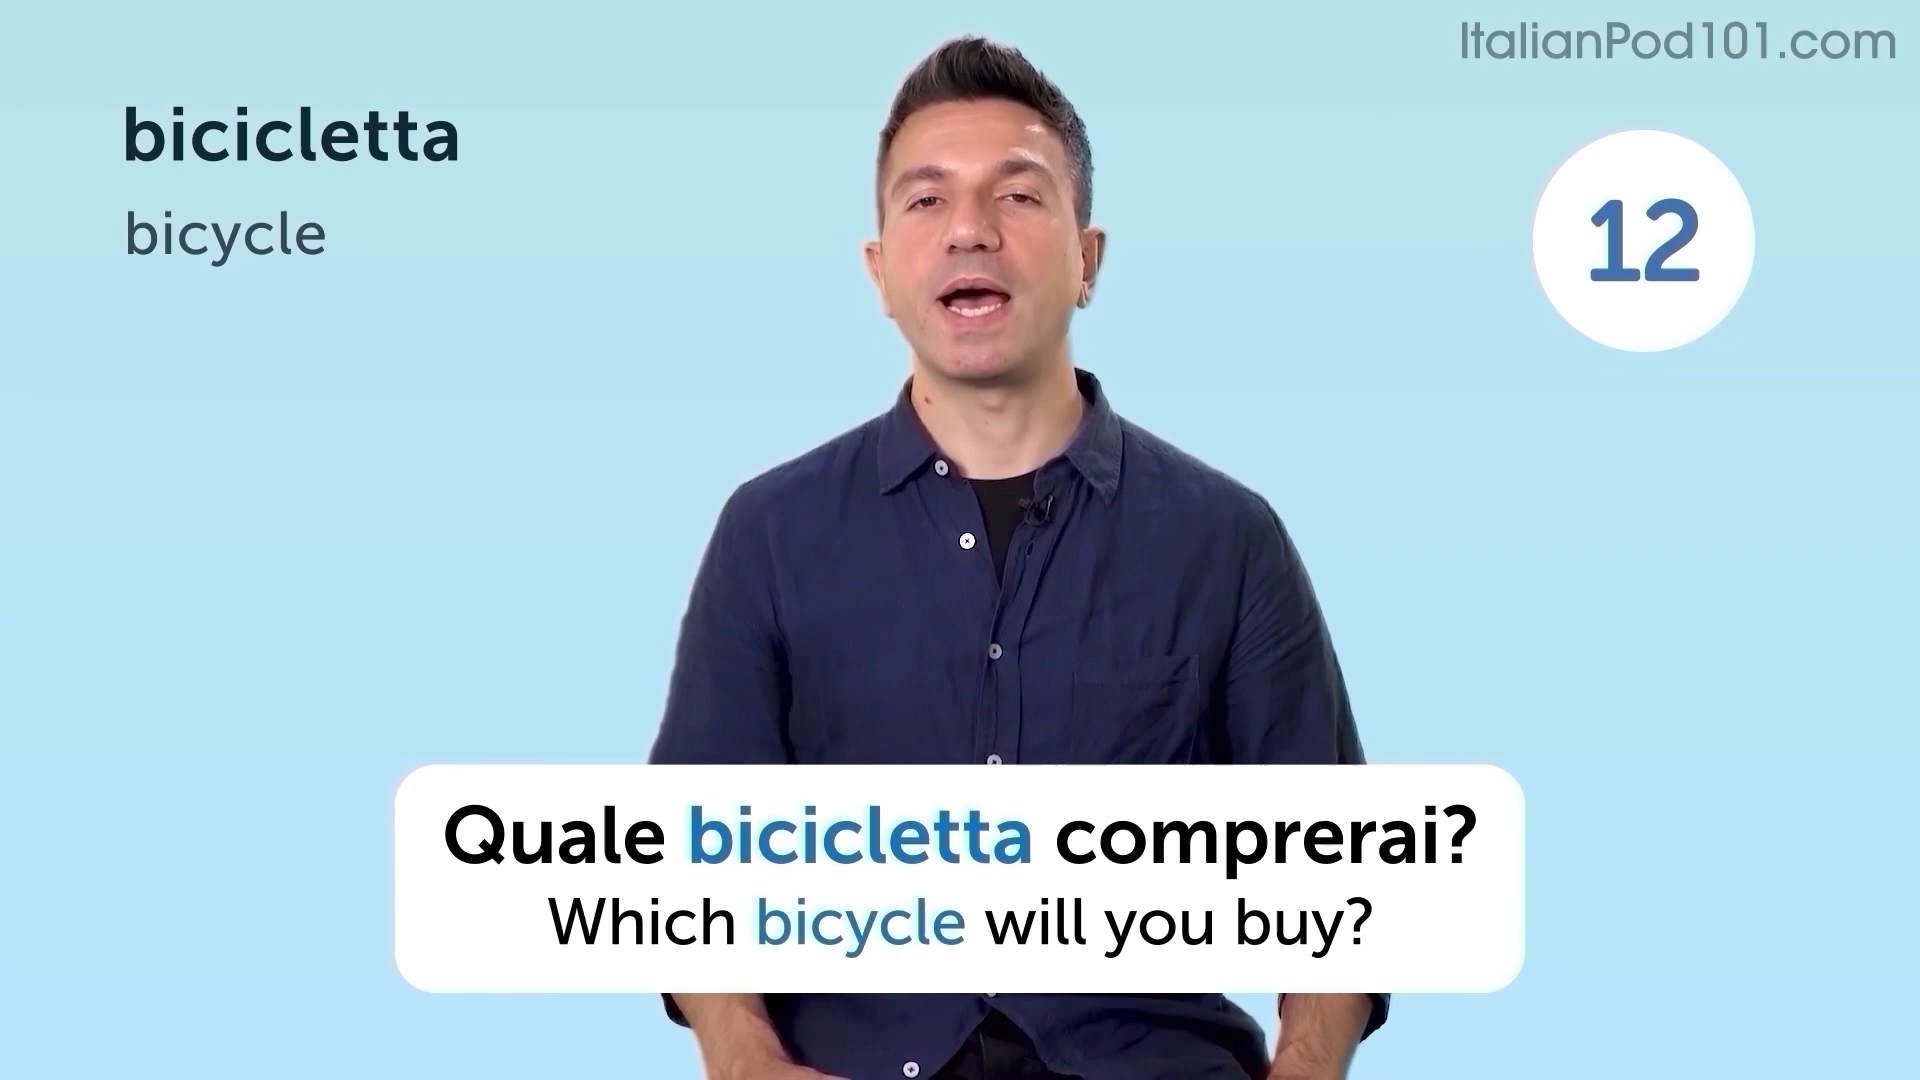 ItalianPod101.com
bicicletta
bicycle
12
Quale bicicletta comprerai?
Which bicycle will you buy?